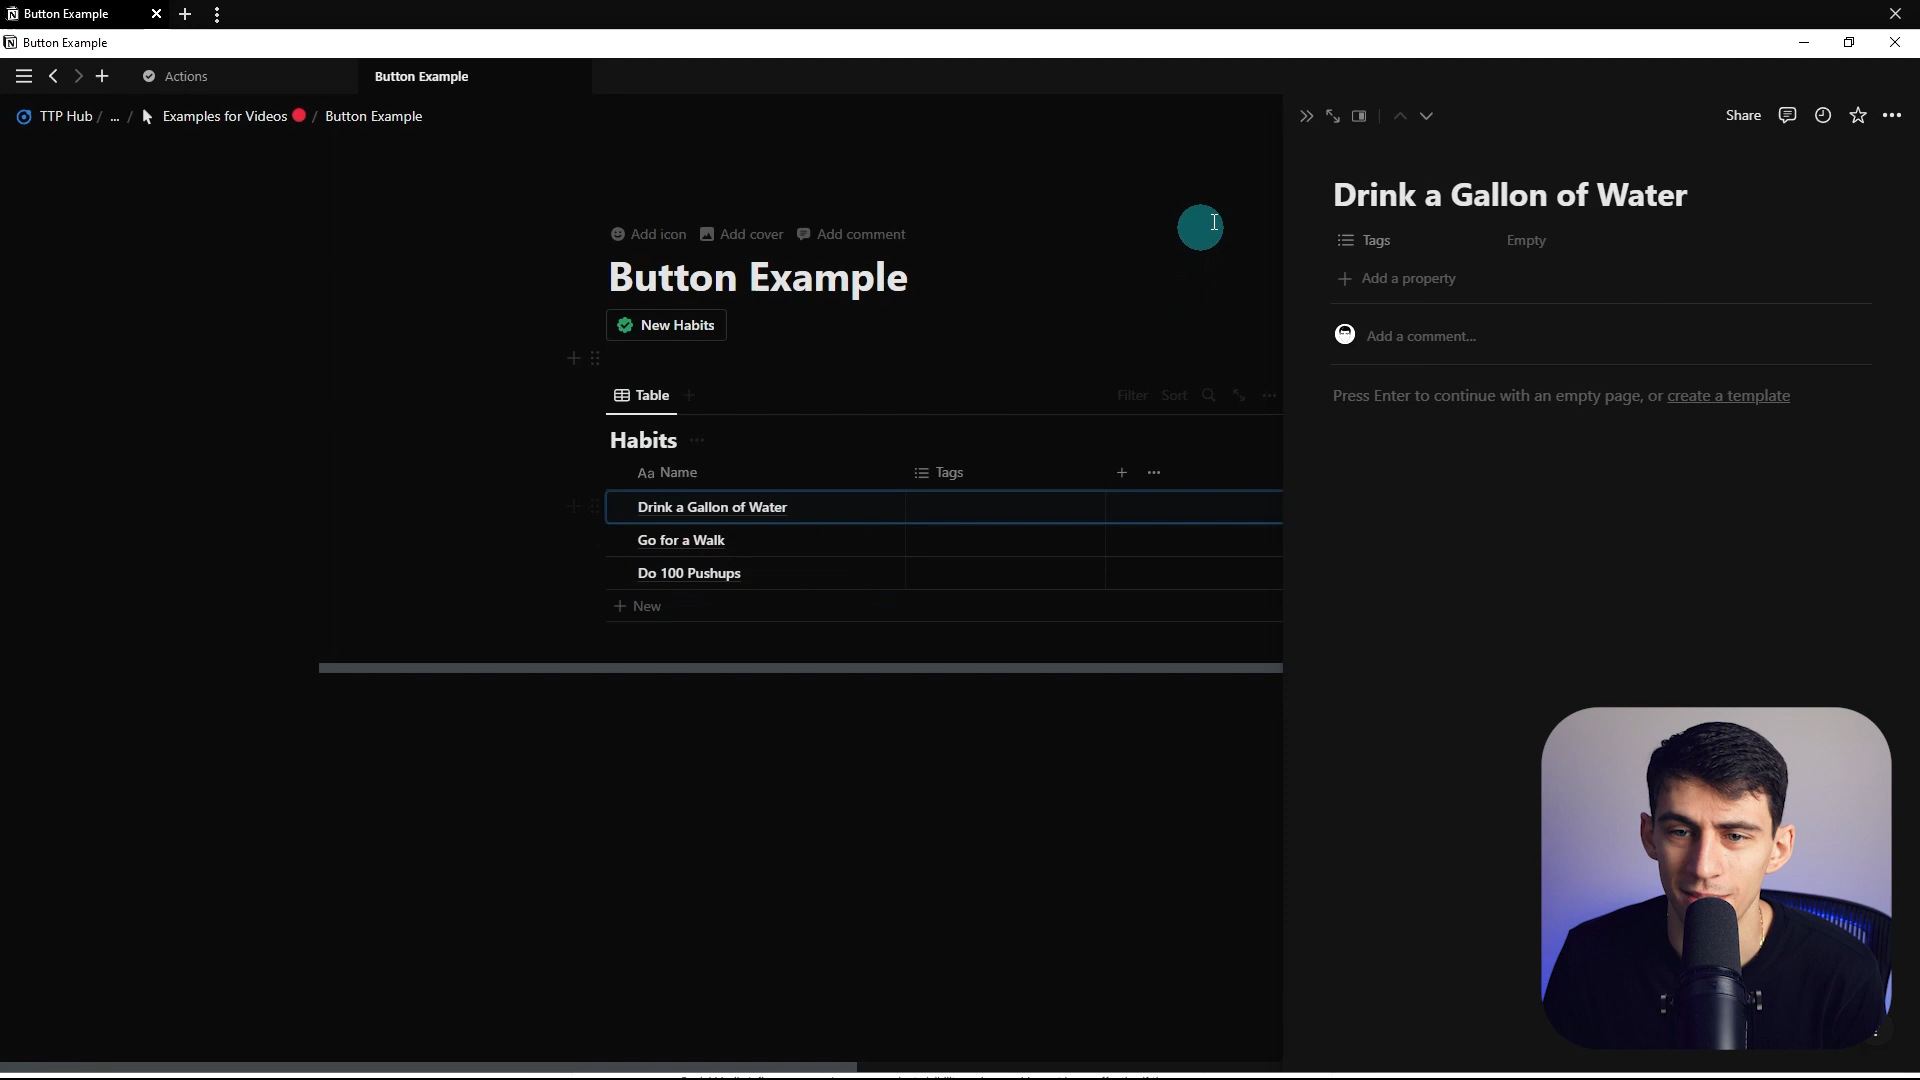 Button Example
Button Example
Actions
Button Example
TTP Hub / ... / Examples for Videos / Button Example
Share
Add icon Add cover Add comment
Button Example
New Habits
Table
Filter Sort
Habits
Aa Name Tags
Drink a Gallon of Water
Go for a Walk
Do 100 Pushups
New
Drink a Gallon of Water
Tags Empty
Add a property
Add a comment...
Press Enter to continue with an empty page, or create a template